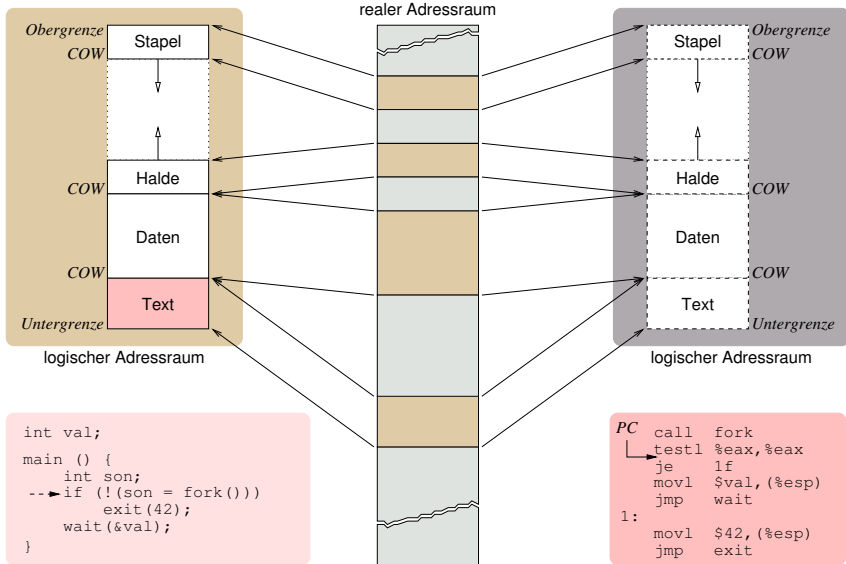 realer Adressraum
Obergrenze
Stapel
COW
Halde
COW
Daten
COW
Text
Untergrenze
logischer Adressraum
Stapel
Obergrenze
COW
Halde
COW
Daten
COW
Text
Untergrenze
logischer Adressraum
int val;
main () {
int son;
if (!(son = fork()))
exit(42);
wait(&val);
}
PC
call fork
testl %eax,%eax
je 1f
movl $val,(%esp)
jmp wait
1:
movl $42,(%esp)
jmp exit